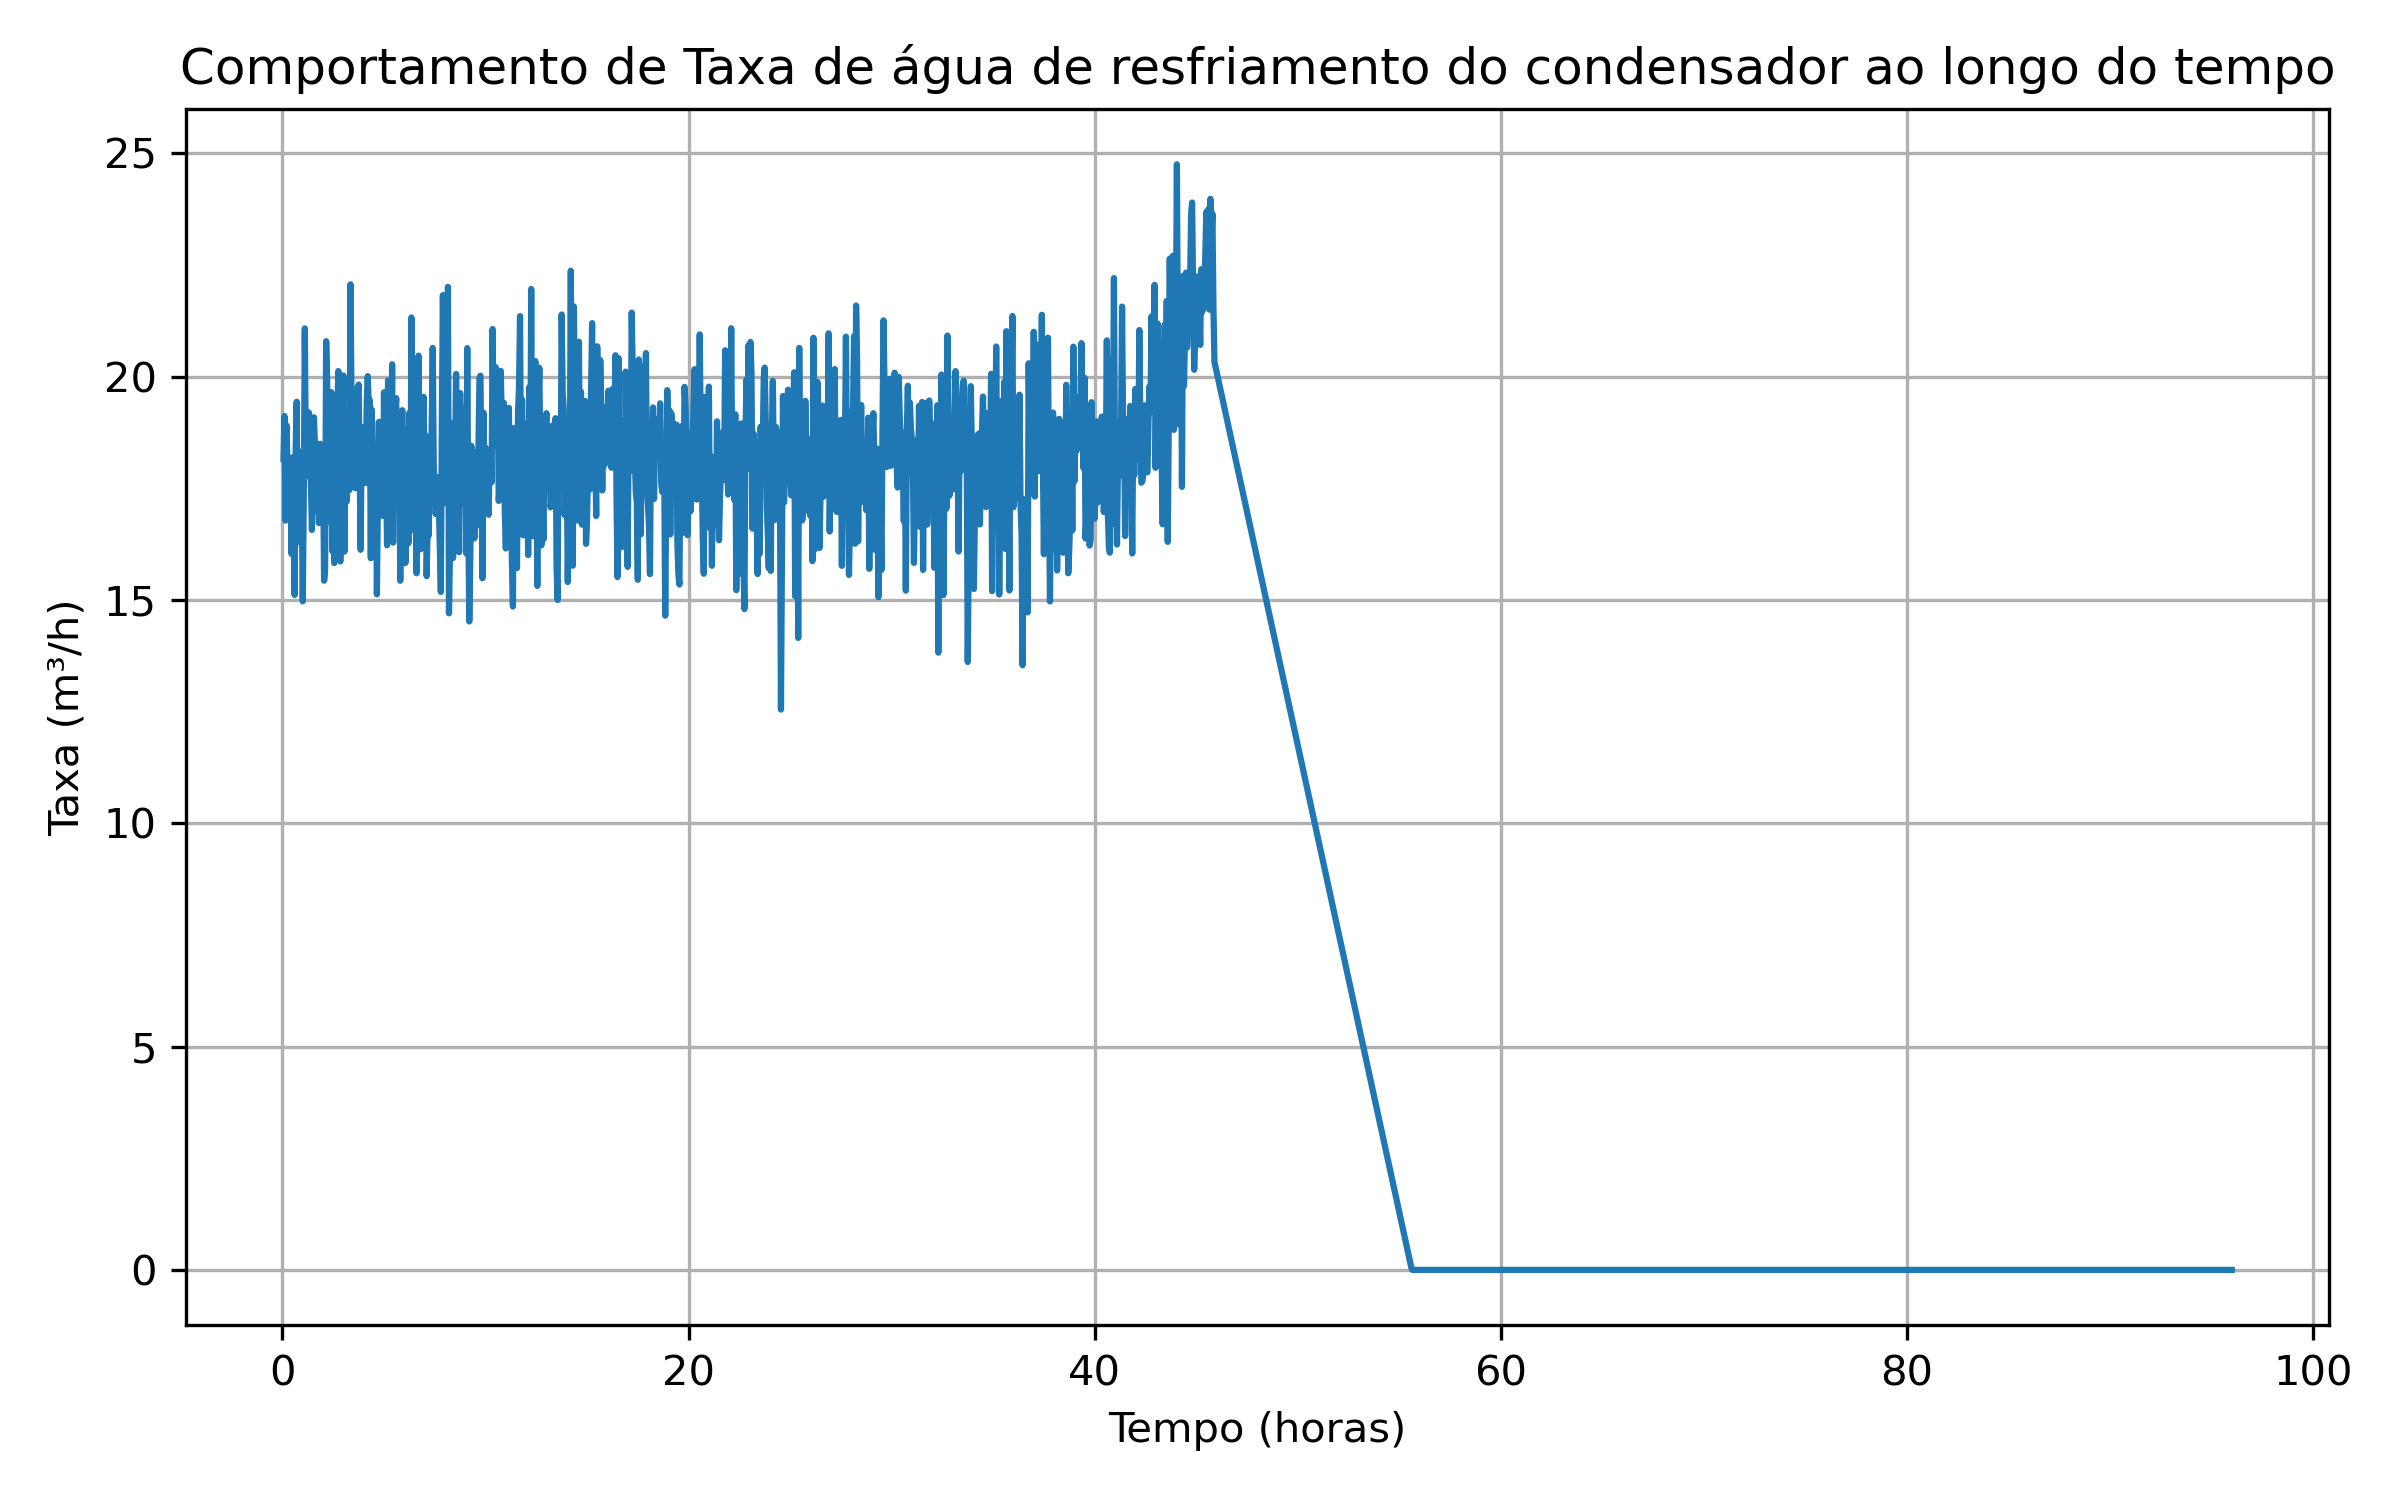 Comportamento de Taxa de água de resfriamento do condensador ao longo do tempo
Taxa (m³/h)
25
20
15
10
5
0
0 20 40 60 80 100
Tempo (horas)